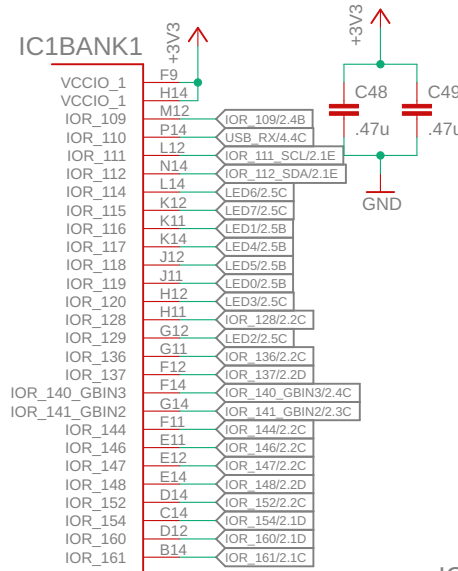 IC1BANK1
+3V3
+3V3
VCCIO_1 F9
VCCIO_1 H14
IOR_109 M12 IOR_109/2.4B
IOR_110 P14 USB_RX/4.4C
IOR_111 L12 IOR_111_SCL/2.1E
IOR_112 N14 IOR_112_SDA/2.1E
IOR_114 L14 LED6/2.5C
IOR_115 K12 LED7/2.5C
IOR_116 K11 LED1/2.5B
IOR_117 K14 LED4/2.5B
IOR_118 J12 LED5/2.5B
IOR_119 J11 LED0/2.5B
IOR_120 H12 LED3/2.5C
IOR_128 H11 IOR_128/2.2C
IOR_129 G12 LED2/2.5C
IOR_136 G11 IOR_136/2.2C
IOR_137 F12 IOR_137/2.2D
IOR_140_GBIN3 F14 IOR_140_GBIN3/2.4C
IOR_141_GBIN2 G14 IOR_141_GBIN2/2.3C
IOR_144 F11 IOR_144/2.2C
IOR_146 E11 IOR_146/2.2C
IOR_147 E12 IOR_147/2.2C
IOR_148 E14 IOR_148/2.2D
IOR_152 D14 IOR_152/2.2C
IOR_154 C14 IOR_154/2.1D
IOR_160 D12 IOR_160/2.1D
IOR_161 B14 IOR_161/2.1C
C48 C49
.47u .47u
GND